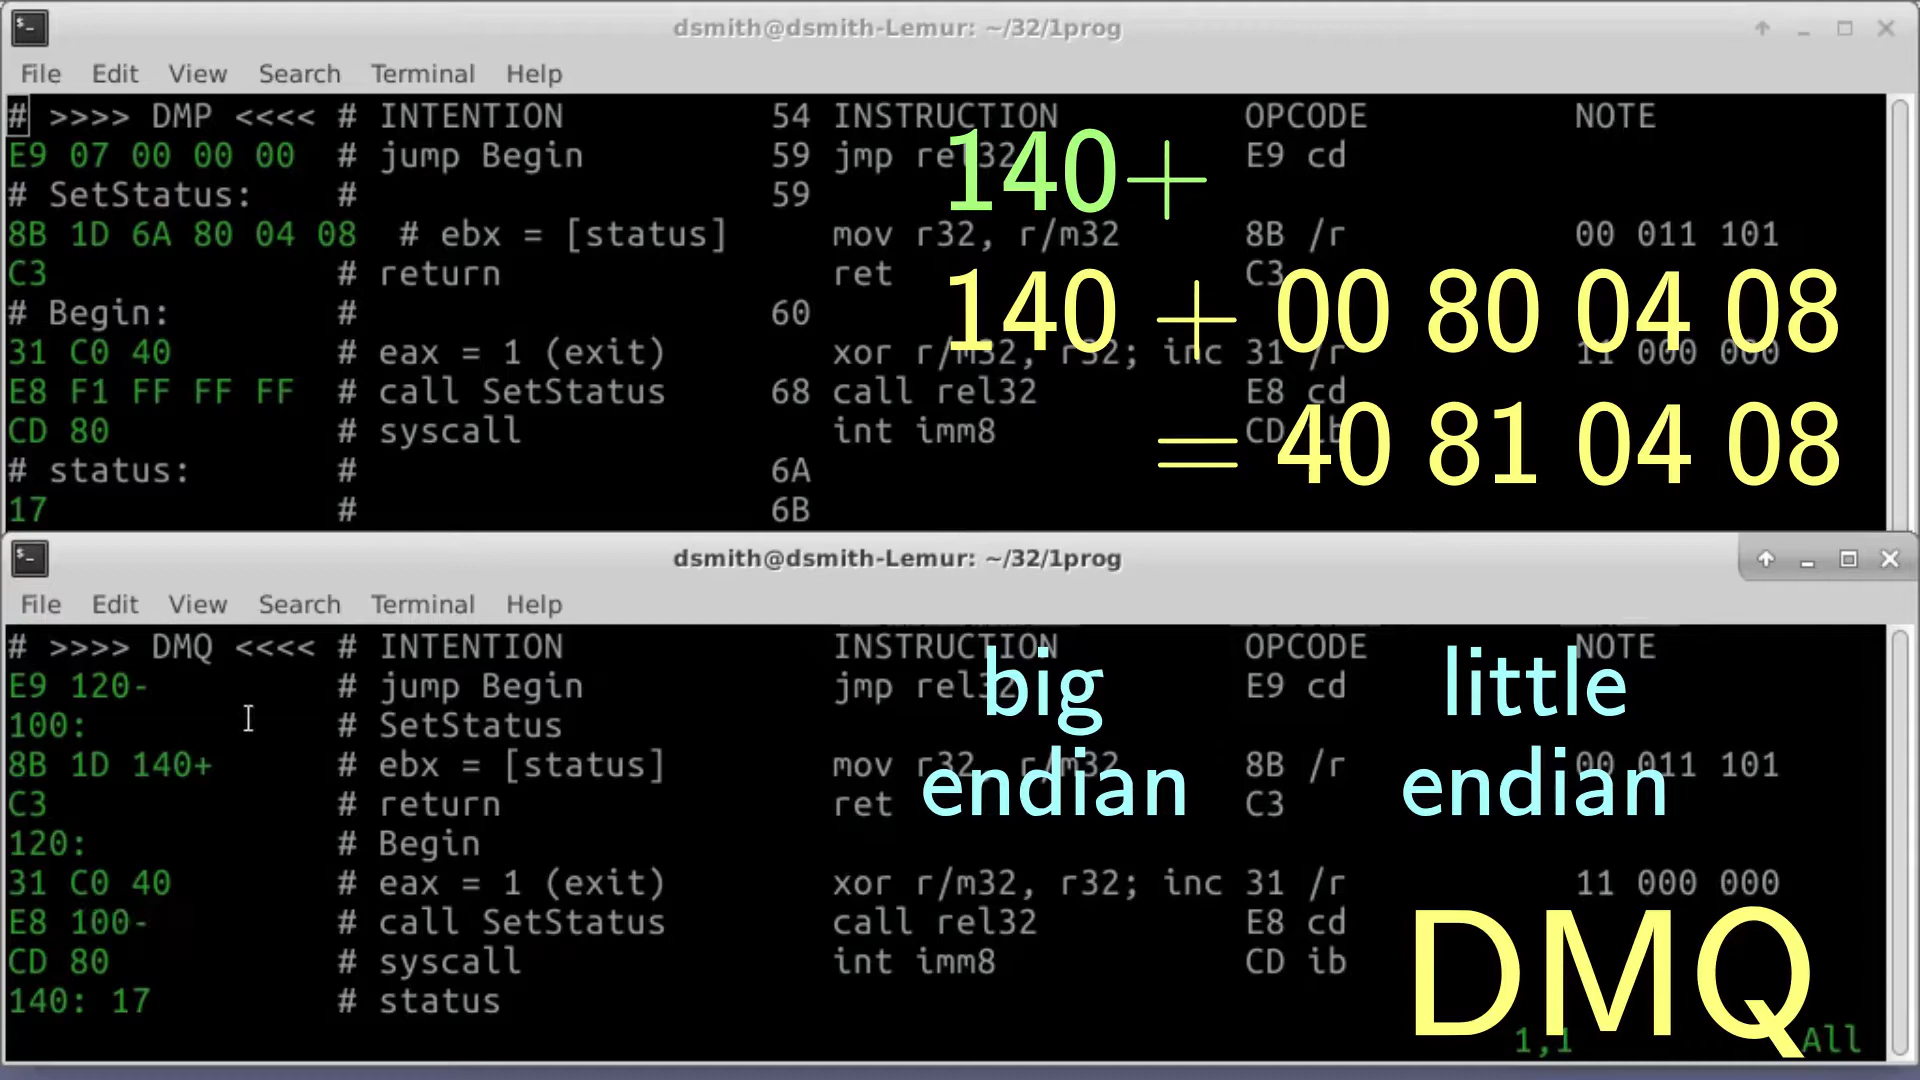 dsmith@dsmith-Lemur: ~/32/1prog
File Edit View Search Terminal Help
# >>>> DMP <<<< # INTENTION 54 INSTRUCTION OPCODE NOTE
E9 07 00 00 00 # jump Begin 59 jmp rel32 E9 cd
140+
# SetStatus: # 59
8B 1D 6A 80 04 08 # ebx = [status] mov r32, r/m32 8B /r 00 011 101
C3 # return ret C3
140 + 00 80 04 08
# Begin: # 60
31 C0 40 # eax = 1 (exit) xor r/m32, r32; inc 31 /r 11 000 000
E8 F1 FF FF FF # call SetStatus 68 call rel32 E8 cd
CD 80 # syscall int imm8 CD ib
= 40 81 04 08
# status: # 6A
17 # 6B
dsmith@dsmith-Lemur: ~/32/1prog
File Edit View Search Terminal Help
# >>>> DMQ <<<< # INTENTION INSTRUCTION OPCODE NOTE
E9 120- # jump Begin jmp rel32 E9 cd
big little
100: # SetStatus
8B 1D 140+ # ebx = [status] mov r32, r/m32 8B /r 00 011 101
endian endian
C3 # return ret C3
120: # Begin
31 C0 40 # eax = 1 (exit) xor r/m32, r32; inc 31 /r 11 000 000
E8 100- # call SetStatus call rel32 E8 cd
CD 80 # syscall int imm8 CD ib
DMQ
140: 17 # status
1,1 All